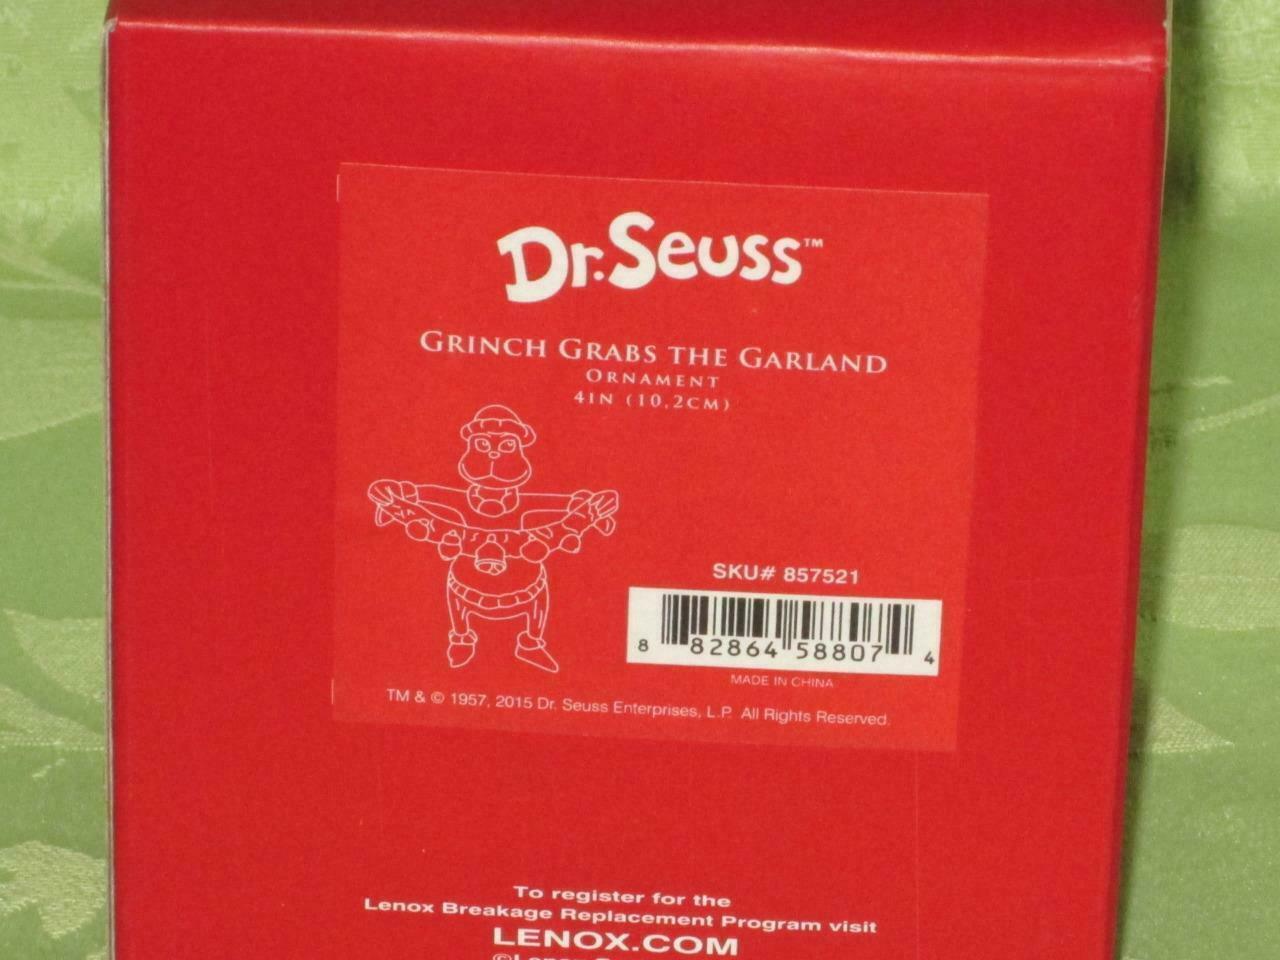 Dr. Seuss™
GRINCH GRABS THE GARLAND
ORNAMENT
4IN (10.2CM)
SKU# 857521
8 82864 58807 4
MADE IN CHINA
TM & © 1957, 2015 Dr. Seuss Enterprises, L.P. All Rights Reserved.
To register for the
Lenox Breakage Replacement Program visit
LENOX.COM